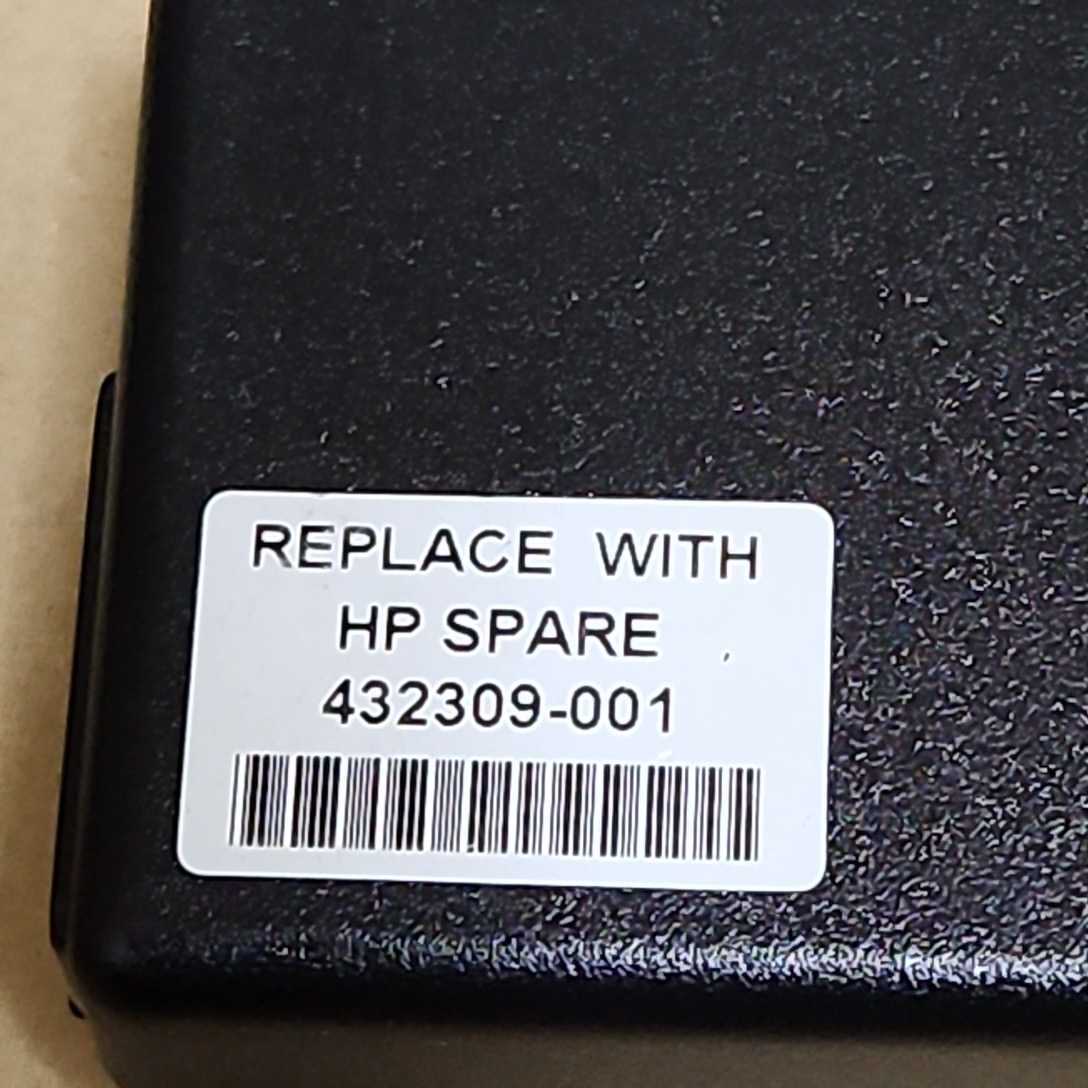 REPLACE WITH
HP SPARE
432309-001